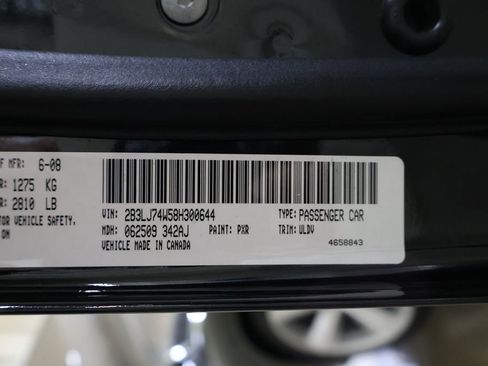 F MFR: 6-08
R: 1275 KG
R: 2810 LB
TOR VEHICLE SAFETY,
ON
VIN: 2B3LJ74W58H300644 TYPE: PASSENGER CAR
MDH: 062509 342AJ PAINT: PXR TRIM: ULDV
VEHICLE MADE IN CANADA 4658843